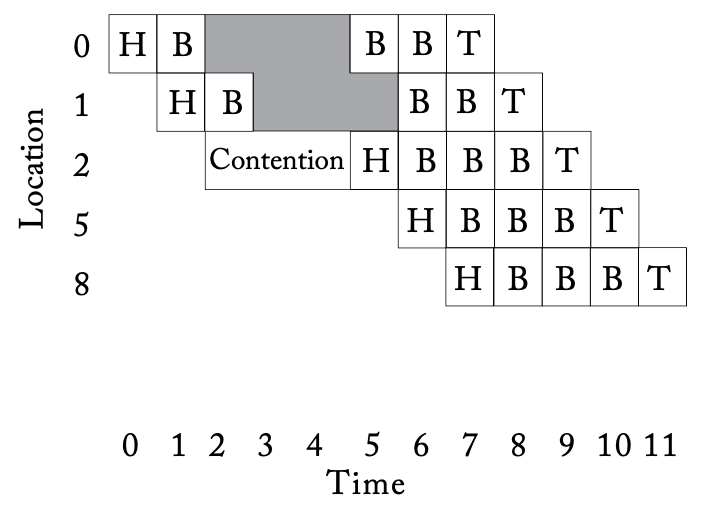 Location
0 H B B B T
1 H B B B T
2 Contention H B B B T
5 H B B B T
8 H B B B T
0 1 2 3 4 5 6 7 8 9 10 11
Time